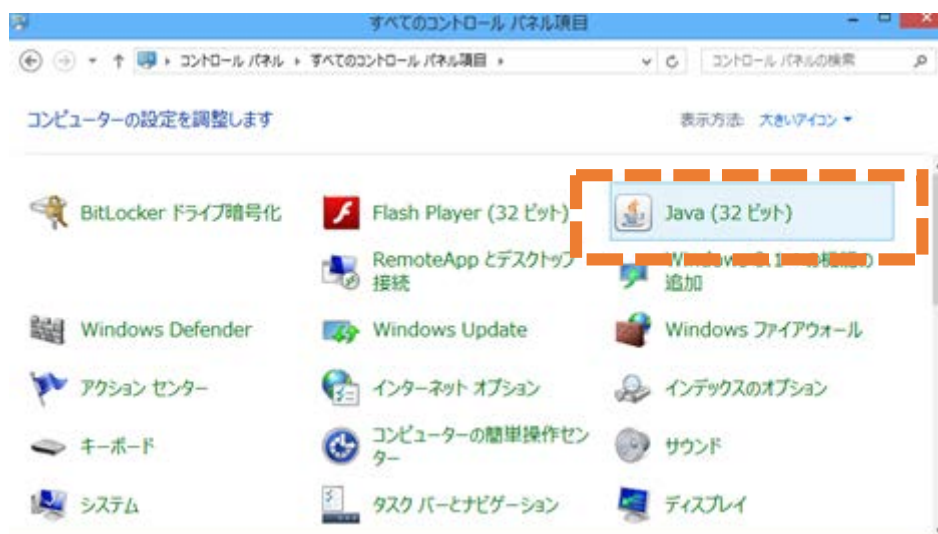 すべてのコントロール パネル項目
コントロール パネル
すべてのコントロール パネル項目
コントロール パネルの検索
コンピューターの設定を調整します
表示方法: 大きいアイコン
BitLocker ドライブ暗号化
Flash Player (32 ビット)
Java (32 ビット)
RemoteApp とデスクトップ
接続
Windows 8.1 への機能の
追加
Windows Defender
Windows Update
Windows ファイアウォール
アクション センター
インターネット オプション
インデックスのオプション
キーボード
コンピューターの簡単操作セン
ター
サウンド
システム
タスク バーとナビゲーション
ディスプレイ